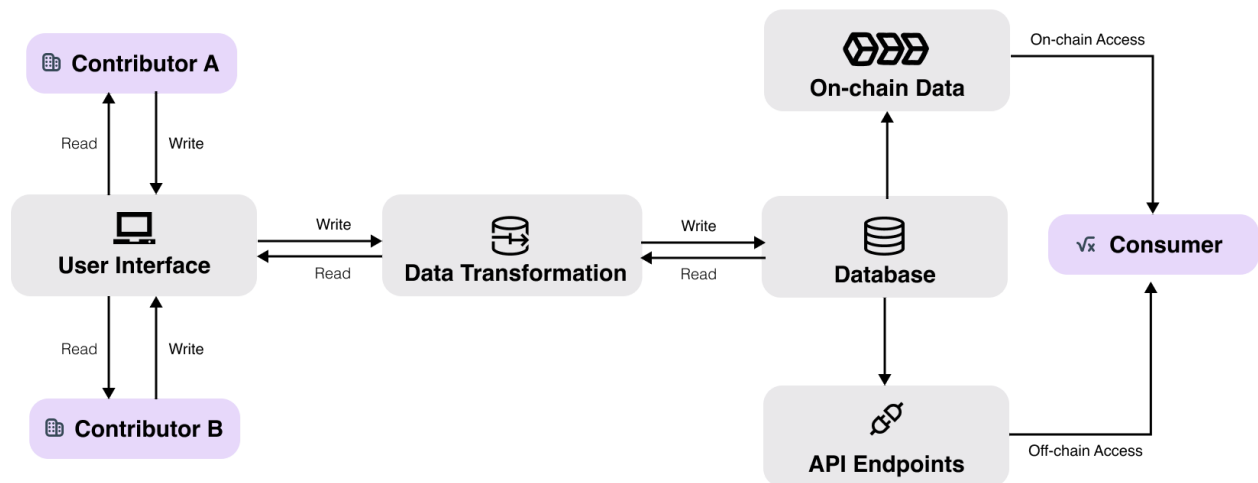 Contributor A
On-chain Access
On-chain Data
Read
Write
User Interface
Write
Read
Data Transformation
Write
Read
Database
√x Consumer
Read
Write
Contributor B
API Endpoints
Off-chain Access